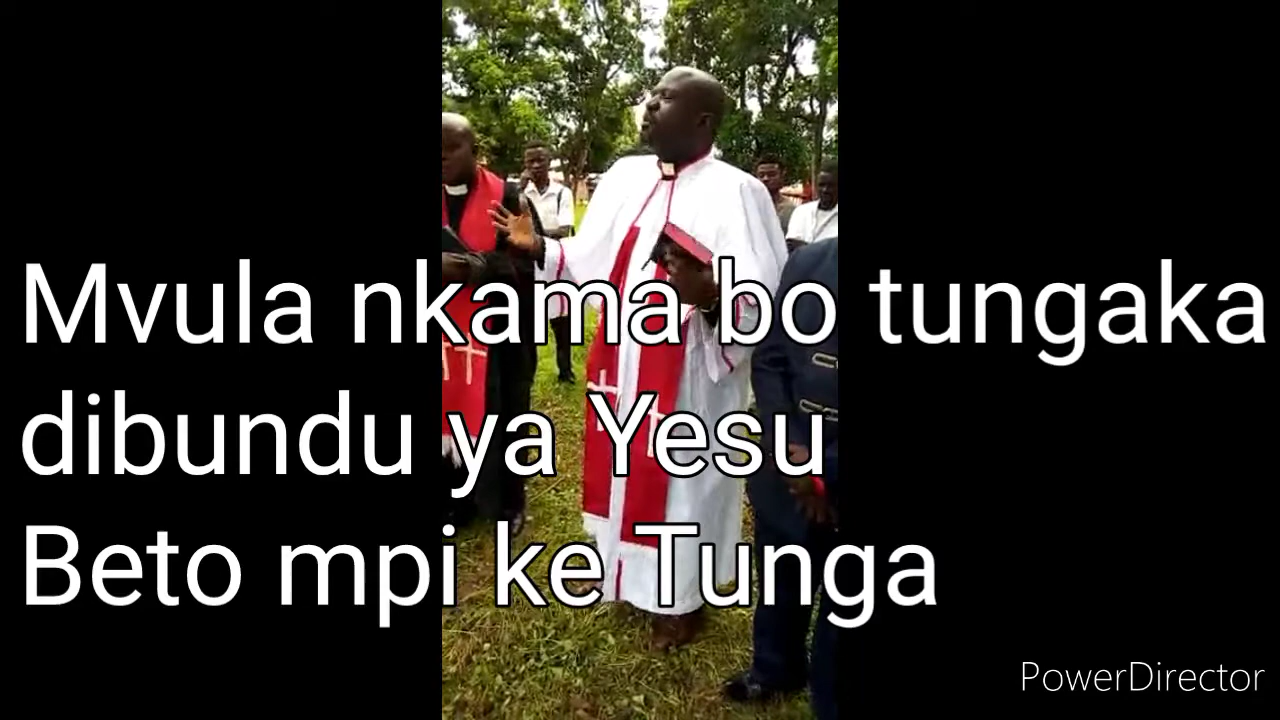 Mvula nkama bo tungaka
dibundu ya Yesu
Beto mpi ke Tunga
PowerDirector